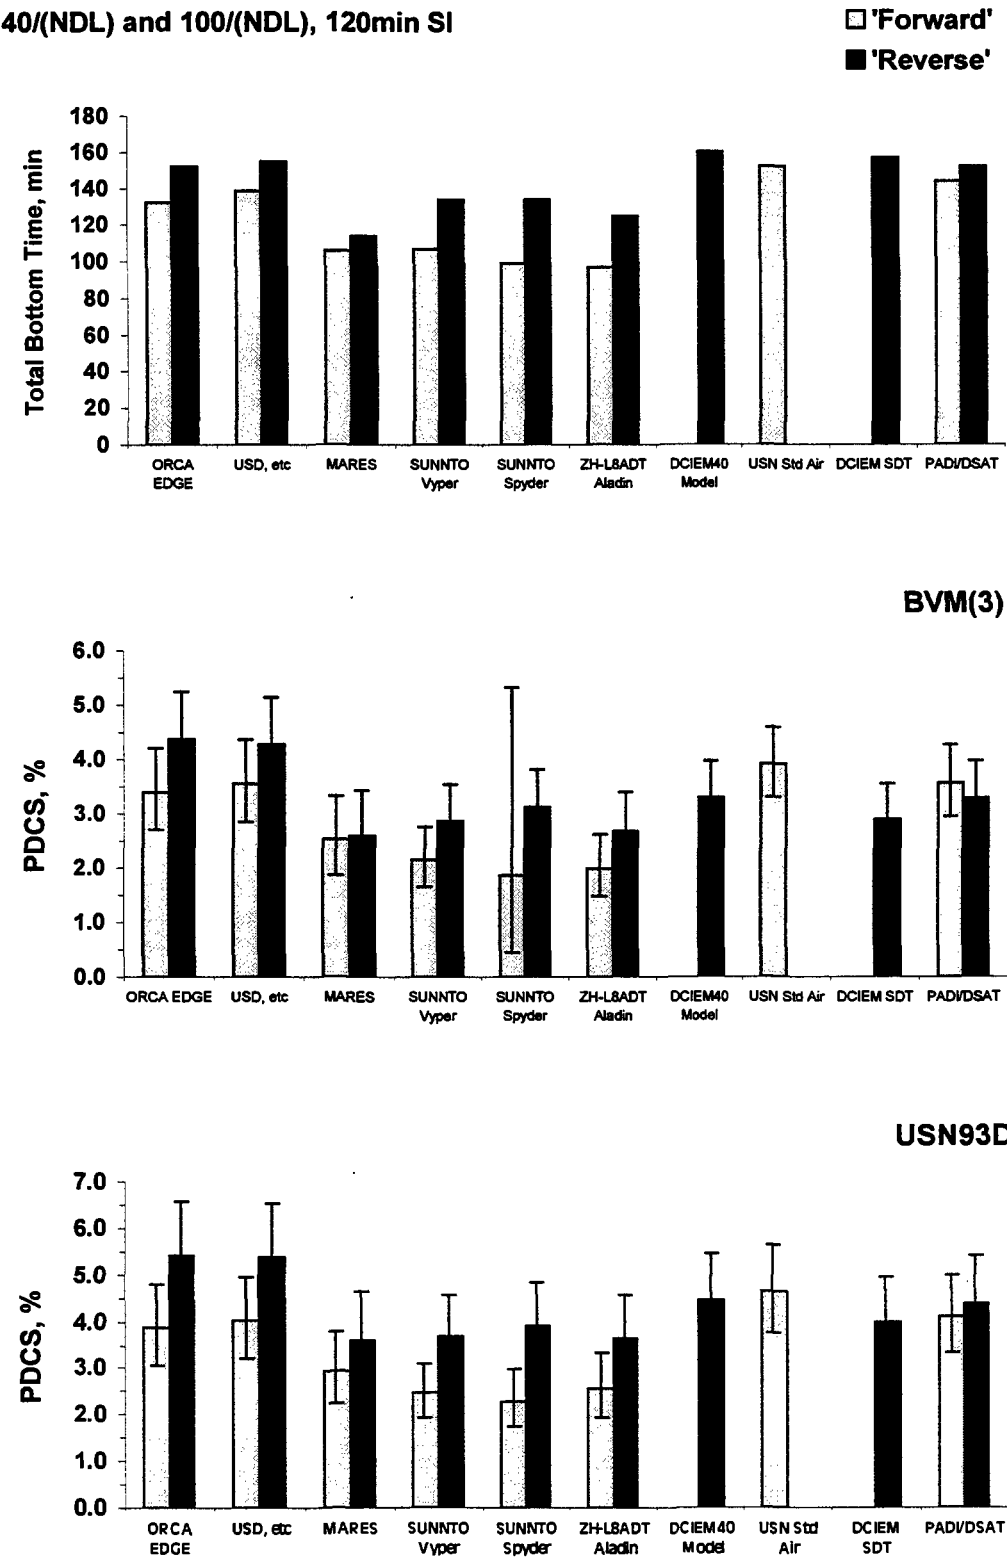 40/(NDL) and 100/(NDL), 120min SI
'Forward'
'Reverse'
Total Bottom Time, min
180
160
140
120
100
80
60
40
20
0
ORCA EDGE
USD, etc
MARES
SUNNTO Vyper
SUNNTO Spyder
ZH-L8ADT Aladin
DCIEM40 Model
USN Std Air
DCIEM SDT
PADI/DSAT
BVM(3)
PDCS, %
6.0
5.0
4.0
3.0
2.0
1.0
0.0
ORCA EDGE
USD, etc
MARES
SUNNTO Vyper
SUNNTO Spyder
ZH-L8ADT Aladin
DCIEM40 Model
USN Std Air
DCIEM SDT
PADI/DSAT
USN93D
PDCS, %
7.0
6.0
5.0
4.0
3.0
2.0
1.0
0.0
ORCA EDGE
USD, etc
MARES
SUNNTO Vyper
SUNNTO Spyder
ZH-L8ADT Aladin
DCIEM40 Model
USN Std Air
DCIEM SDT
PADI/DSAT